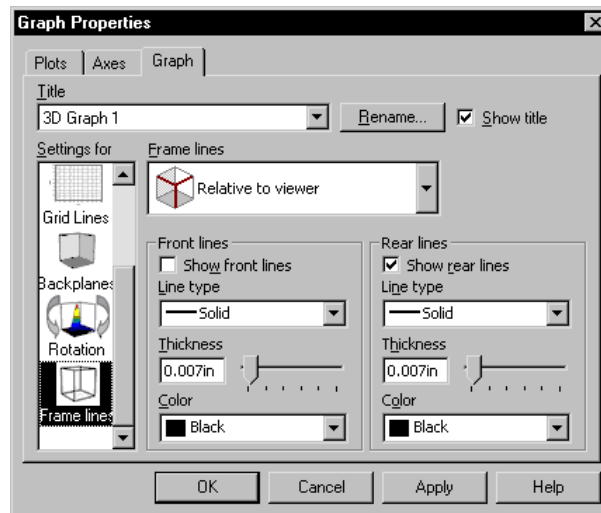 Graph Properties
Plots
Axes
Graph
Title
3D Graph 1
Rename...
Show title
Settings for
Grid Lines
Backplanes
Rotation
Frame lines
Frame lines
Relative to viewer
Front lines
Show front lines
Line type
Solid
Thickness
0.007in
Color
Black
Rear lines
Show rear lines
Line type
Solid
Thickness
0.007in
Color
Black
OK
Cancel
Apply
Help